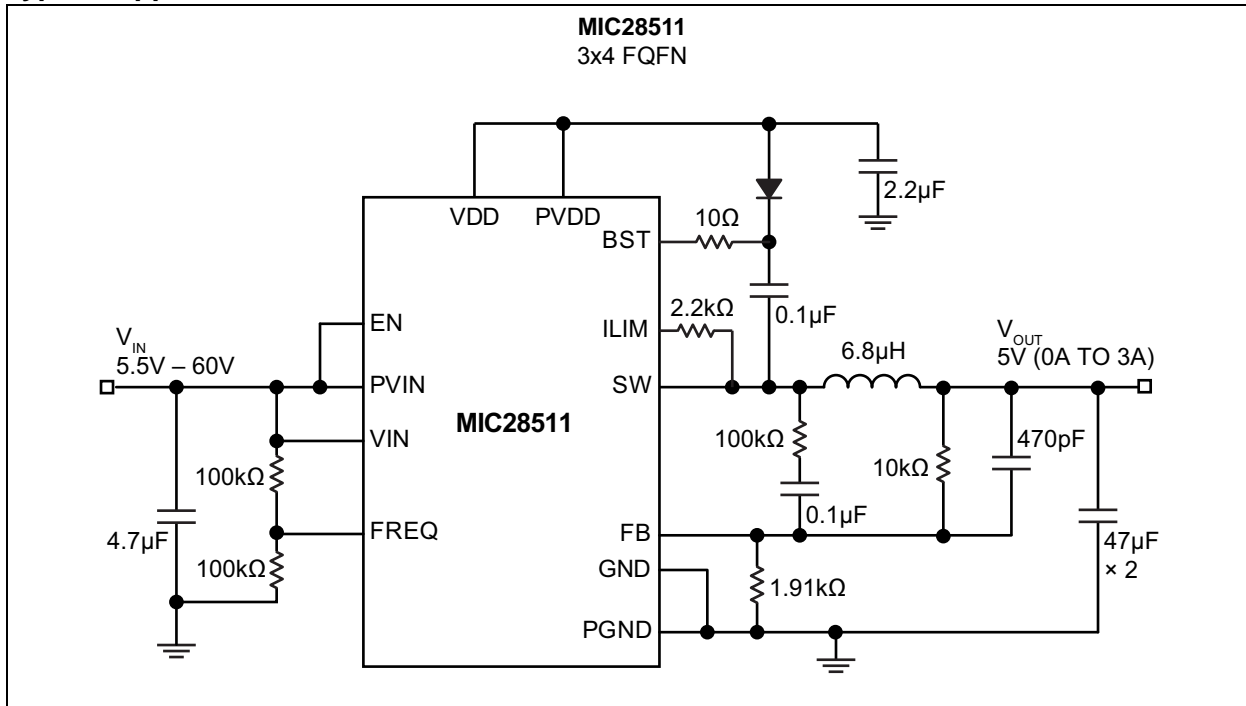 MIC28511
3x4 FQFN
VDD
PVDD
2.2µF
BST
10Ω
0.1µF
ILIM
2.2kΩ
EN
V_IN
5.5V – 60V
PVIN
SW
6.8µH
V_OUT
5V (0A TO 3A)
MIC28511
VIN
100kΩ
100kΩ
10kΩ
470pF
0.1µF
FREQ
FB
4.7µF
100kΩ
GND
1.91kΩ
47µF
× 2
PGND